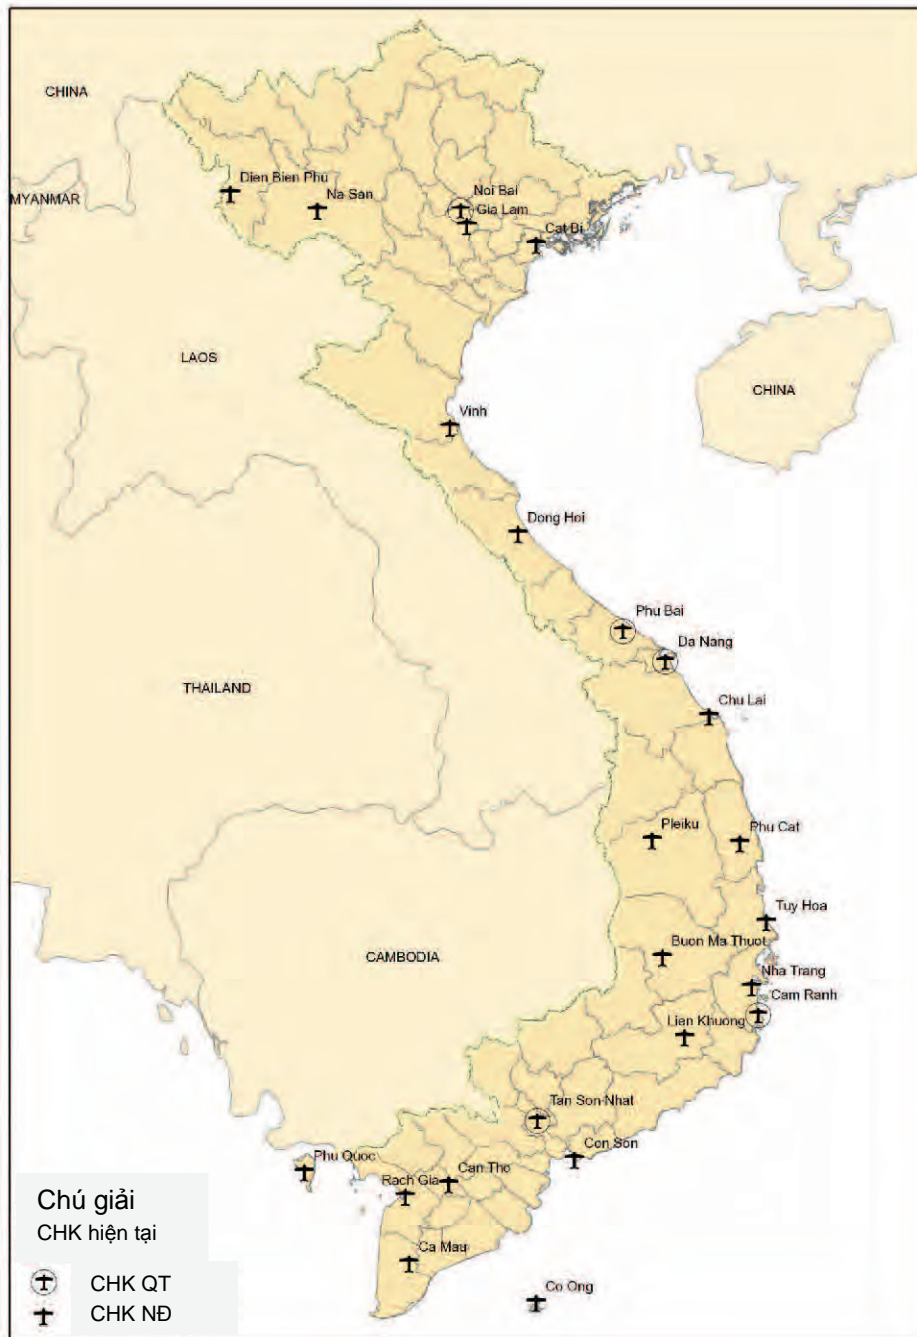 CHINA
Dien Bien Phu
MYANMAR
Na San
Noi Bai
Gia Lam
Cat Bi
LAOS
CHINA
Vinh
Dong Hoi
Phu Bai
Da Nang
THAILAND
Chu Lai
Pleiku
Phu Cat
Tuy Hoa
Buon Ma Thuot
CAMBODIA
Nha Trang
Cam Ranh
Lien Khuong
Tan Son Nhat
Con Son
Phu Quoc
Can Tho
Rach Gia
Ca Mau
Co Ong
Chú giải
CHK hiện tại
CHK QT
CHK NĐ